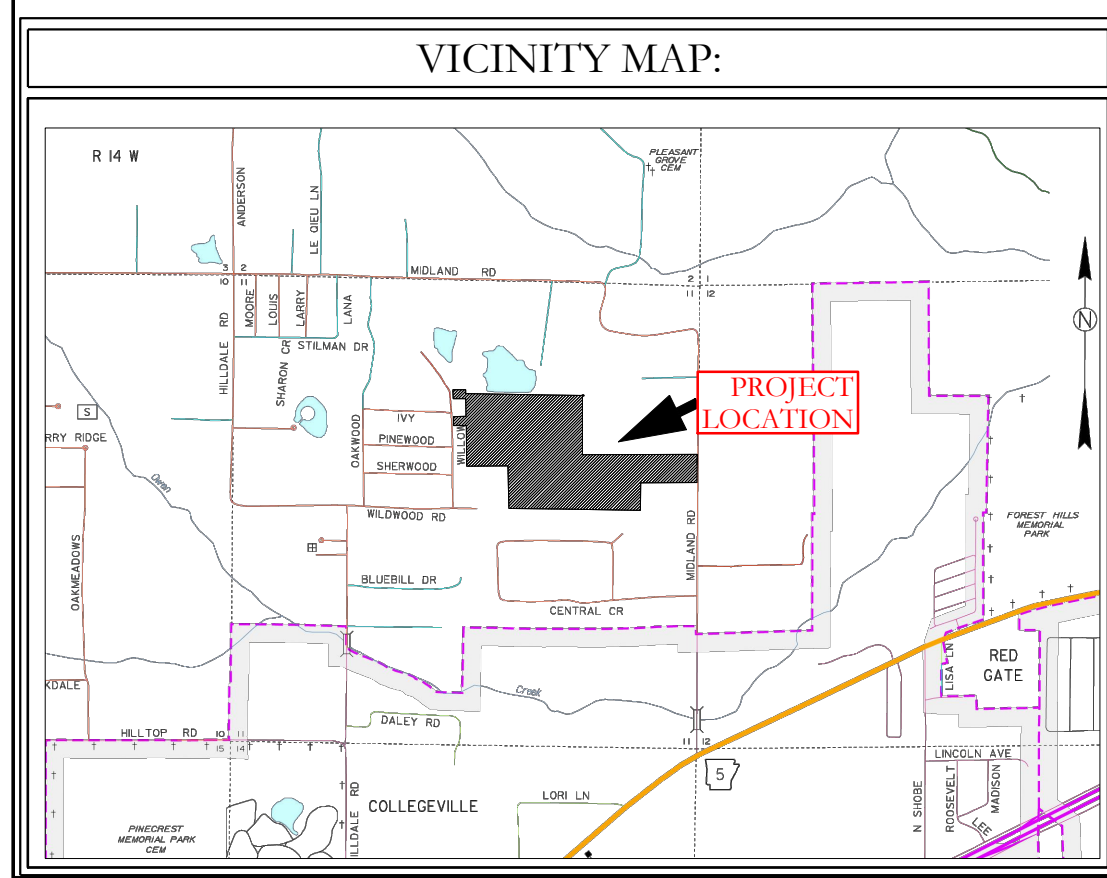 VICINITY MAP:
R 14 W
PLEASANT
GROVE
CEM
ANDERSON
LE QIEU LN
3 2
10 11
MIDLAND RD
2 1
11 12
MOORE
LOUIS
LARRY
LANA
HILLDALE RD
SHARON CR
STILMAN DR
N
PROJECT
LOCATION
S
RRY RIDGE
OAKWOOD
IVY
PINEWOOD
SHERWOOD
WILLOW
WILDWOOD RD
Owen
OAKMEADOWS
MIDLAND RD
FOREST HILLS
MEMORIAL
PARK
BLUEBILL DR
CENTRAL CR
LISA LN
RED
GATE
KDALE
Creek
DALEY RD
HILLTOP RD
10 11
15 14
11 12
5
LINCOLN AVE
COLLEGEVILLE
LORI LN
ILLDALE RD
N SHOBE
ROOSEVELT
MADISON
LEE
PINECREST
MEMORIAL PARK
CEM